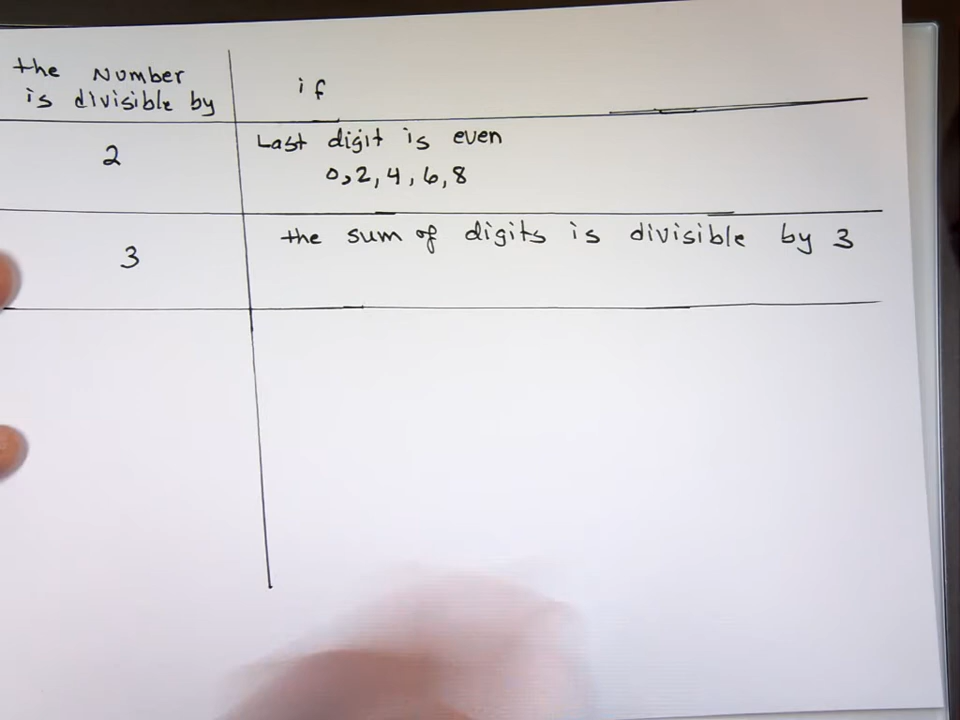 the Number
is divisible by
if
2
Last digit is even
0,2,4,6,8
3
the sum of digits is divisible by 3